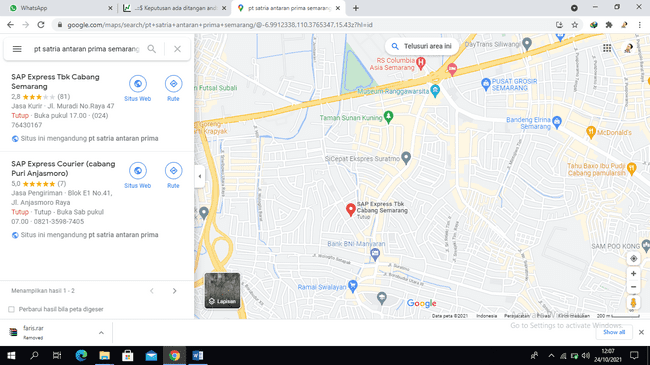 WhatsApp
...:$ Keputusan ada ditangan and
pt satria antaran prima semarang
google.com/maps/search/pt+satria+antaran+prima+semarang/@-6.9912338,110.3765347,15.43z?hl=id
pt satria antaran prima semarang
Telusuri area ini
SAP Express Tbk Cabang
Semarang
2,8 (81)
Jasa Kurir · Jl. Muradi No.Raya 47
Tutup · Buka pukul 17.00 · (024)
76430167
Situs ini mengandung pt satria antaran prima
Situs Web
Rute
SAP Express Courier (cabang
Puri Anjasmoro)
5,0 (7)
Jasa Pengiriman · Blok E1 No.41,
Jl. Anjasmoro Raya
Tutup · Tutup · Buka Sab pukul
07.00 · 0821-3598-7405
Situs ini mengandung pt satria antaran prima
Situs Web
Rute
Menampilkan hasil 1 - 2
Perbarui hasil bila peta digeser
DayTrans Siliwangi
RS Columbia
Asia Semarang
PUSAT GROSIR
SEMARANG
an Futsal Subali
Museum Ranggawarsita
Taman Sunan Kuning
Bandeng Elrina
Semarang
McDonald's
Krapyak
SiCepat Ekspres Suratmo
Tahu Baxo Ibu Pudji
Cabang pamularsih
SAP Express Tbk
Cabang Semarang
Tutup
Bank BNI Manyaran
SAM POO KONG
Ramai Swalayan
Lapisan
Google
Data peta ©2021
Indonesia
Persyaratan
Privasi
Kirim masukan
200 m
Go to Settings to activate Windows.
faris.rar
Removed
Show all
12:07
24/10/2021